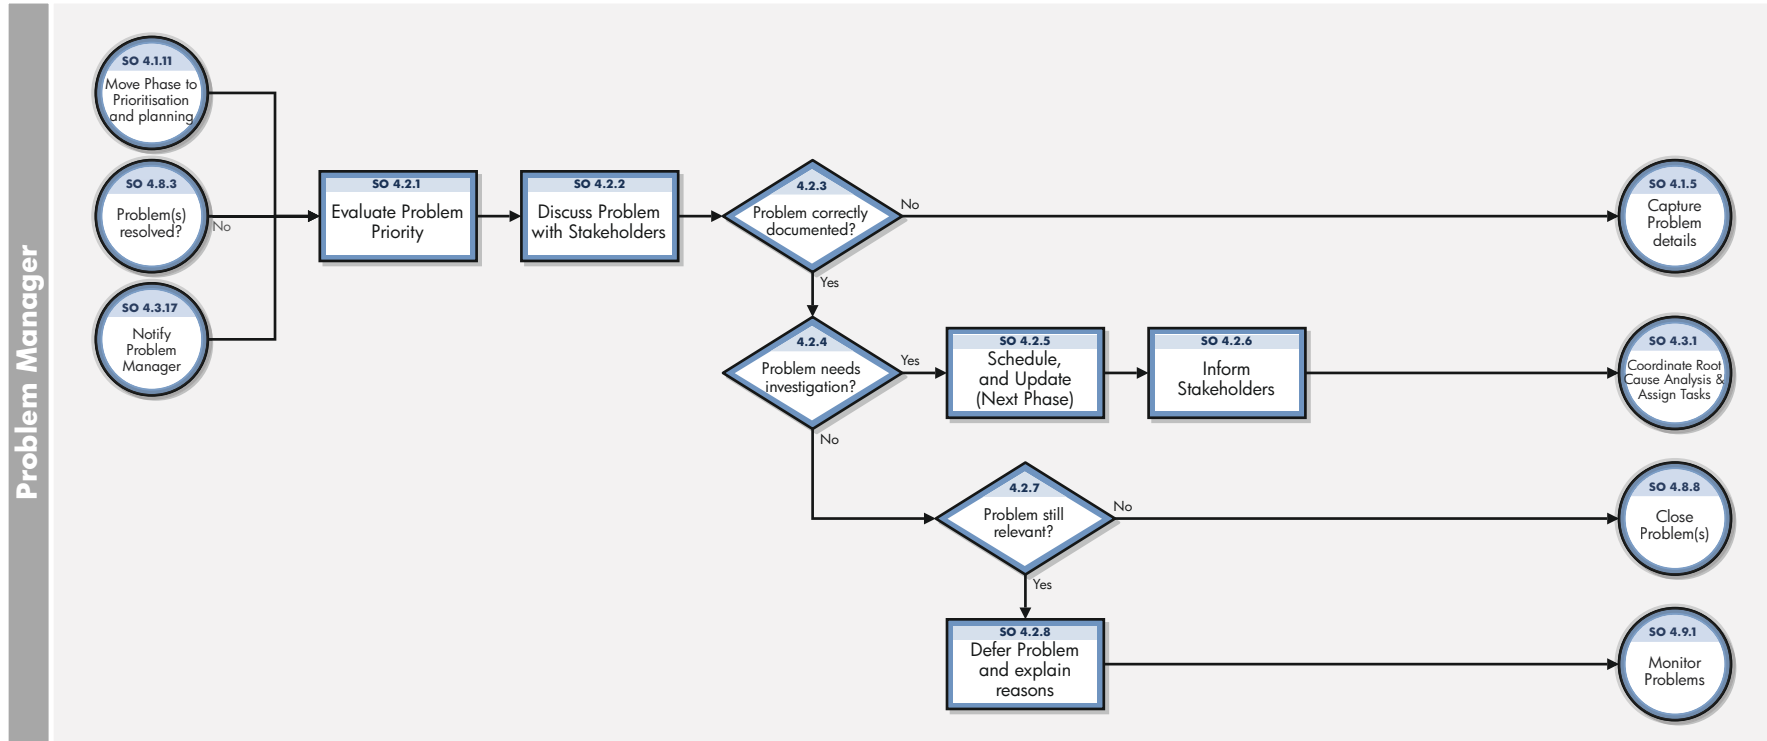 Problem Manager
SO 4.1.11
Move Phase to
Prioritisation
and planning
SO 4.8.3
Problem(s)
resolved?
No
SO 4.3.17
Notify
Problem
Manager
SO 4.2.1
Evaluate Problem
Priority
SO 4.2.2
Discuss Problem
with Stakeholders
4.2.3
Problem correctly
documented?
No
Yes
SO 4.1.5
Capture
Problem
details
4.2.4
Problem needs
investigation?
Yes
No
SO 4.2.5
Schedule,
and Update
(Next Phase)
SO 4.2.6
Inform
Stakeholders
SO 4.3.1
Coordinate Root
Cause Analysis &
Assign Tasks
4.2.7
Problem still
relevant?
No
Yes
SO 4.8.8
Close
Problem(s)
SO 4.2.8
Defer Problem
and explain
reasons
SO 4.9.1
Monitor
Problems